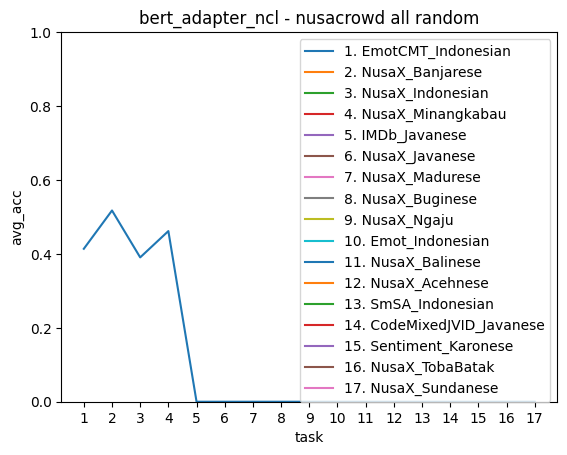 bert_adapter_ncl - nusacrowd all random
1.0
0.8
0.6
0.4
0.2
0.0
avg_acc
1. EmotCMT_Indonesian
2. NusaX_Banjarese
3. NusaX_Indonesian
4. NusaX_Minangkabau
5. IMDb_Javanese
6. NusaX_Javanese
7. NusaX_Madurese
8. NusaX_Buginese
9. NusaX_Ngaju
10. Emot_Indonesian
11. NusaX_Balinese
12. NusaX_Acehnese
13. SmSA_Indonesian
14. CodeMixedJVID_Javanese
15. Sentiment_Karonese
16. NusaX_TobaBatak
17. NusaX_Sundanese
1 2 3 4 5 6 7 8 9 10 11 12 13 14 15 16 17
task